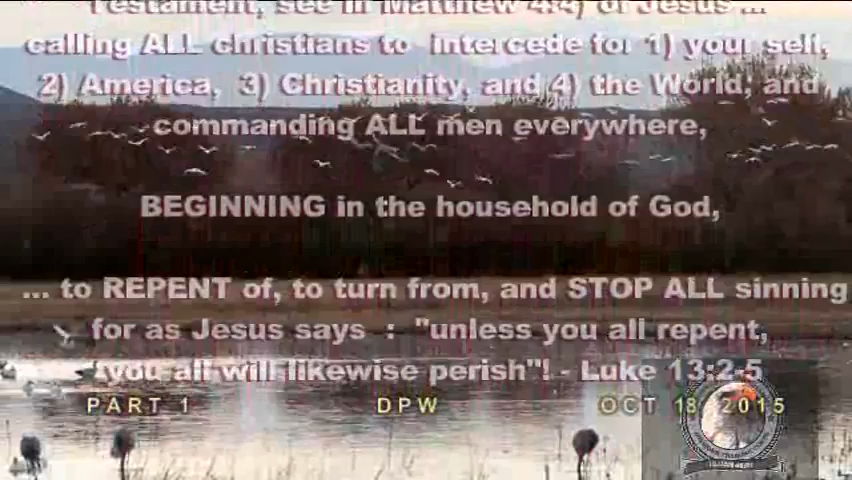 Testament, see in Matthew 4:4) of Jesus ...
calling ALL christians to intercede for 1) your self,
2) America, 3) Christianity, and 4) the World, and
commanding ALL men everywhere,
BEGINNING in the household of God,
... to REPENT of, to turn from, and STOP ALL sinning
for as Jesus says : "unless you all repent,
you all will likewise perish"! - Luke 13:2-5
PART 1 DPW OCT 18 2015